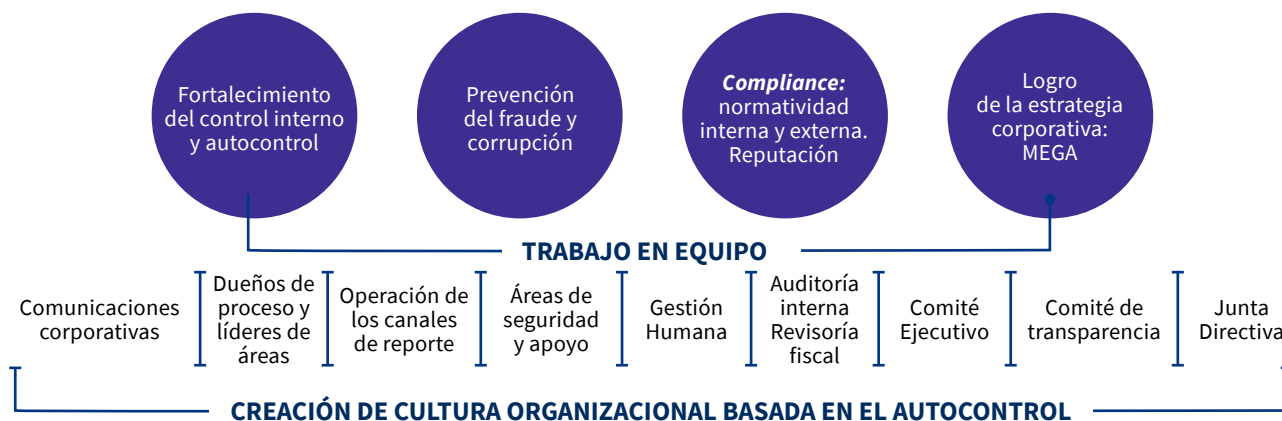 Fortalecimiento
del control interno
y autocontrol
Prevención
del fraude y
corrupción
Compliance:
normatividad
interna y externa.
Reputación
Logro
de la estrategia
corporativa:
MEGA
TRABAJO EN EQUIPO
Comunicaciones
corporativas
Dueños de
proceso y
líderes de
áreas
Operación de
los canales
de reporte
Áreas de
seguridad
y apoyo
Gestión
Humana
Auditoría
interna
Revisoría
fiscal
Comité
Ejecutivo
Comité de
transparencia
Junta
Directiva
CREACIÓN DE CULTURA ORGANIZACIONAL BASADA EN EL AUTOCONTROL